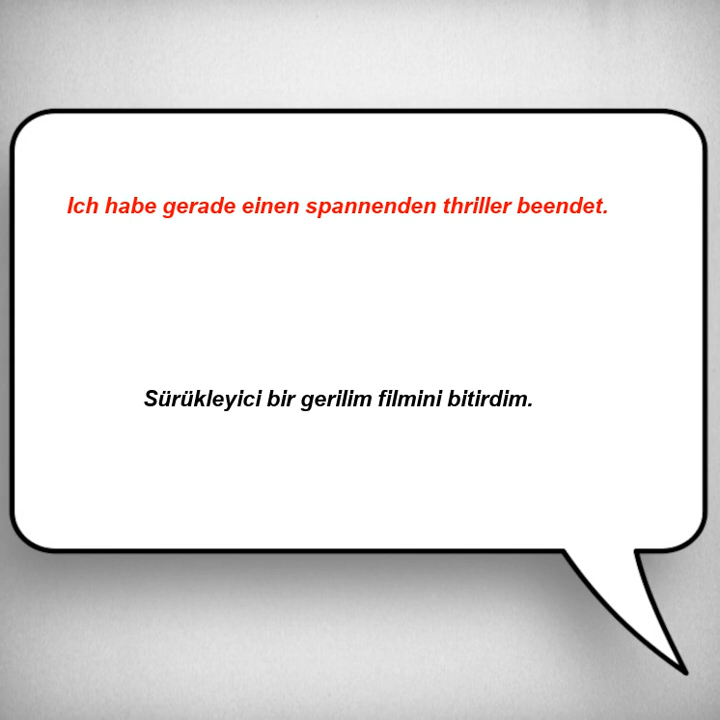 Ich habe gerade einen spannenden thriller beendet.
Sürükleyici bir gerilim filmini bitirdim.